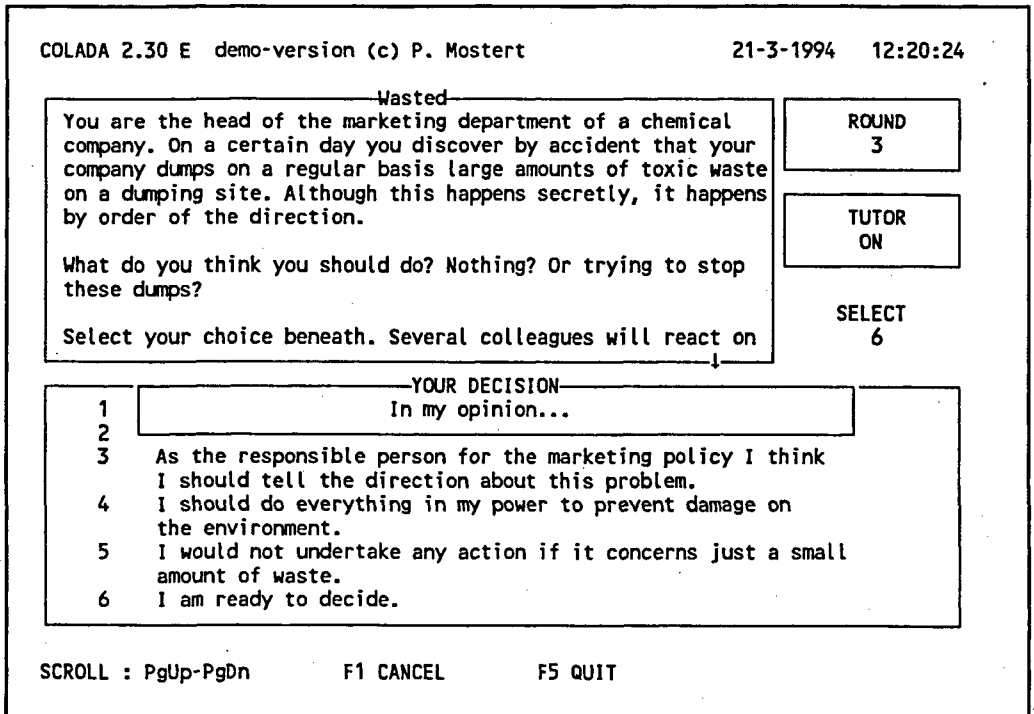 COLADA 2.30 E demo-version (c) P. Mostert 21-3-1994 12:20:24
Wasted
You are the head of the marketing department of a chemical
company. On a certain day you discover by accident that your
company dumps on a regular basis large amounts of toxic waste
on a dumping site. Although this happens secretly, it happens
by order of the direction.
What do you think you should do? Nothing? Or trying to stop
these dumps?
Select your choice beneath. Several colleagues will react on
ROUND
3
TUTOR
ON
SELECT
6
↓
YOUR DECISION
In my opinion...
1
2
3 As the responsible person for the marketing policy I think
I should tell the direction about this problem.
4 I should do everything in my power to prevent damage on
the environment.
5 I would not undertake any action if it concerns just a small
amount of waste.
6 I am ready to decide.
SCROLL : PgUp-PgDn F1 CANCEL F5 QUIT